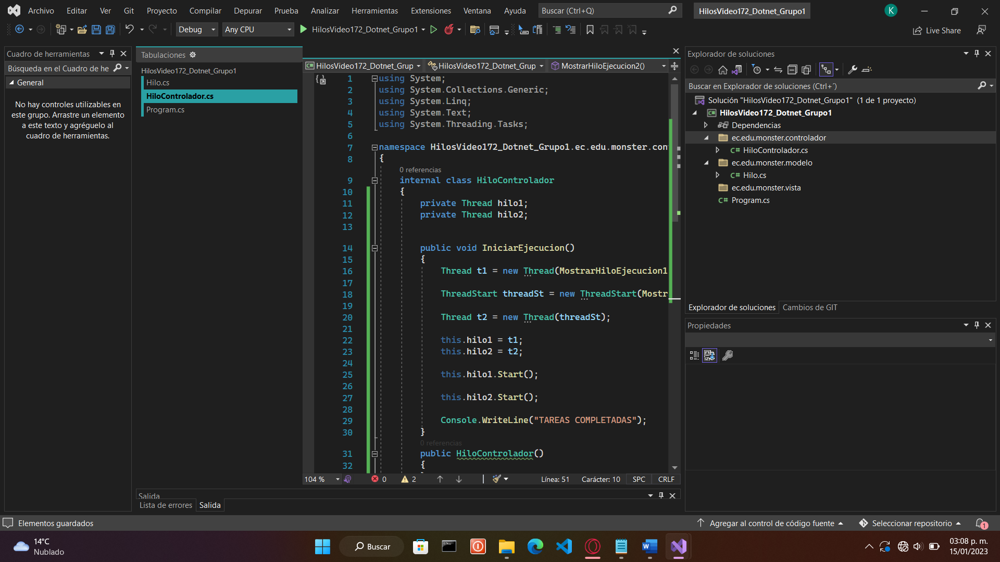 Archivo Editar Ver Git Proyecto Compilar Depurar Prueba Analizar Herramientas Extensiones Ventana Ayuda Buscar (Ctrl+Q) HilosVideo172_Dotnet_Grupo1 K
Debug Any CPU HilosVideo172_Dotnet_Grupo1 Live Share
Cuadro de herramientas
Búsqueda en el Cuadro de he
General
No hay controles utilizables en
este grupo. Arrastre un elemento
a este texto y agréguelo al
cuadro de herramientas.
Tabulaciones
HilosVideo172_Dotnet_Grupo1
Hilo.cs
HiloControlador.cs
Program.cs
HilosVideo172_Dotnet_Grup HilosVideo172_Dotnet_Grup MostrarHiloEjecucion2()
1 using System;
2 using System.Collections.Generic;
3 using System.Linq;
4 using System.Text;
5 using System.Threading.Tasks;
6
7 namespace HilosVideo172_Dotnet_Grupo1.ec.edu.monster.con
8 {
0 referencias
9 internal class HiloControlador
10 {
11 private Thread hilo1;
12 private Thread hilo2;
13
14 public void IniciarEjecucion()
15 {
16 Thread t1 = new Thread(MostrarHiloEjecucion1
17
18 ThreadStart threadSt = new ThreadStart(Mostr
19
20 Thread t2 = new Thread(threadSt);
21
22 this.hilo1 = t1;
23 this.hilo2 = t2;
24
25 this.hilo1.Start();
26
27 this.hilo2.Start();
28
29 Console.WriteLine("TAREAS COMPLETADAS");
30 }
0 referencias
31 public HiloControlador()
32 {
104 % 0 2 Línea: 51 Carácter: 10 SPC CRLF
Salida
Lista de errores Salida
Explorador de soluciones
Buscar en Explorador de soluciones (Ctrl+´)
Solución "HilosVideo172_Dotnet_Grupo1" (1 de 1 proyecto)
HilosVideo172_Dotnet_Grupo1
Dependencias
ec.edu.monster.controlador
C# HiloControlador.cs
ec.edu.monster.modelo
C# Hilo.cs
ec.edu.monster.vista
C# Program.cs
Explorador de soluciones Cambios de GIT
Propiedades
Elementos guardados Agregar al control de código fuente Seleccionar repositorio 1
14°C
Nublado
Buscar
03:08 p. m.
15/01/2023